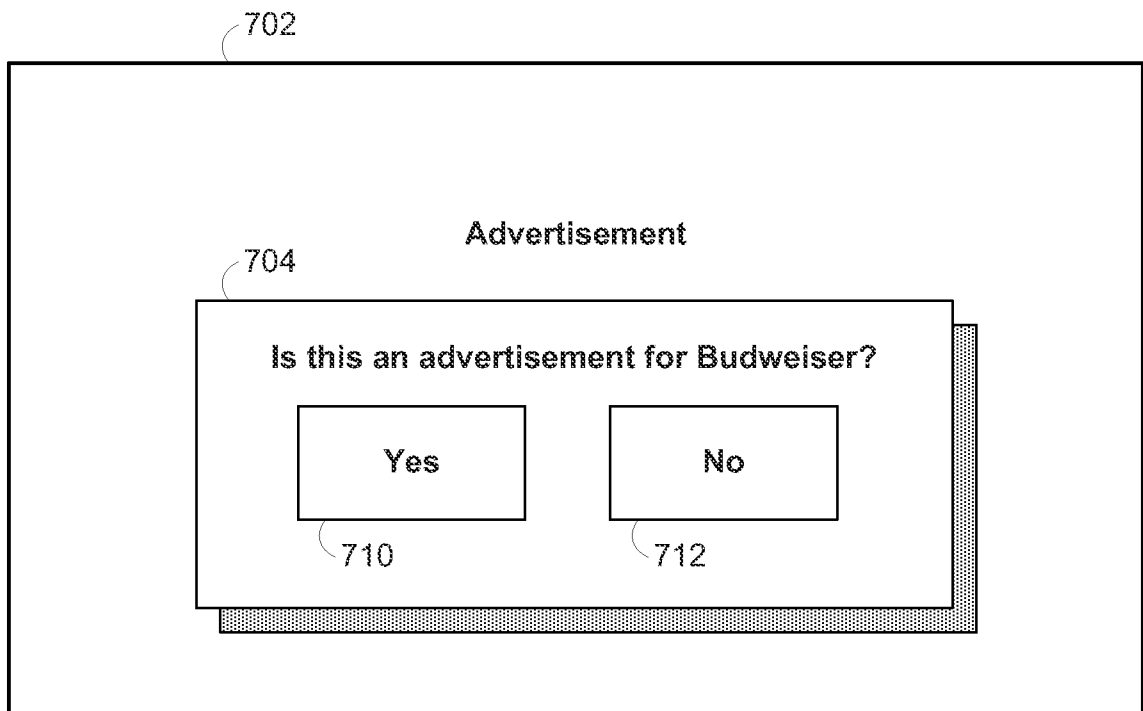 702
Advertisement
704
Is this an advertisement for Budweiser?
Yes No
710 712